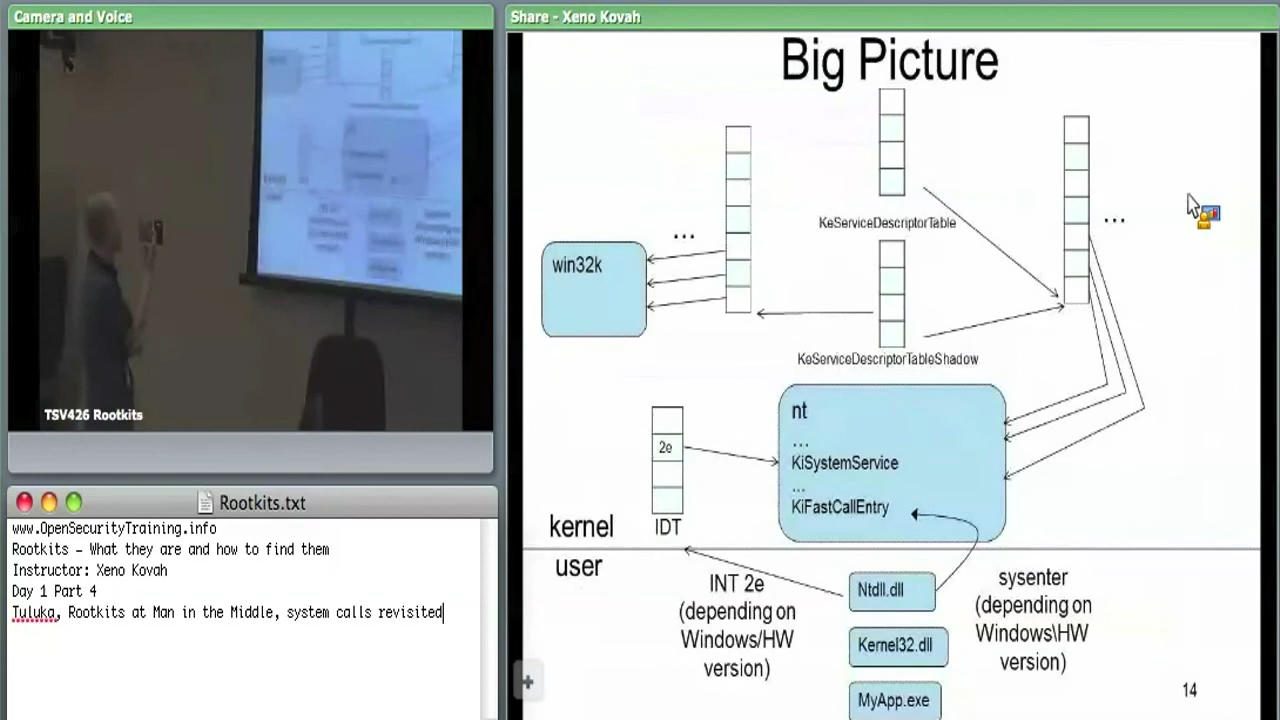 Camera and Voice
TSV426 Rootkits
Rootkits.txt
www.OpenSecurityTraining.info
Rootkits – What they are and how to find them
Instructor: Xeno Kovah
Day 1 Part 4
Tuluka, Rootkits at Man in the Middle, system calls revisited
Share - Xeno Kovah
Big Picture
KeServiceDescriptorTable
...
...
win32k
KeServiceDescriptorTableShadow
nt
...
KiSystemService
...
KiFastCallEntry
2e
IDT
kernel
user
INT 2e
(depending on
Windows/HW
version)
Ntdll.dll
Kernel32.dll
MyApp.exe
sysenter
(depending on
Windows\HW
version)
14